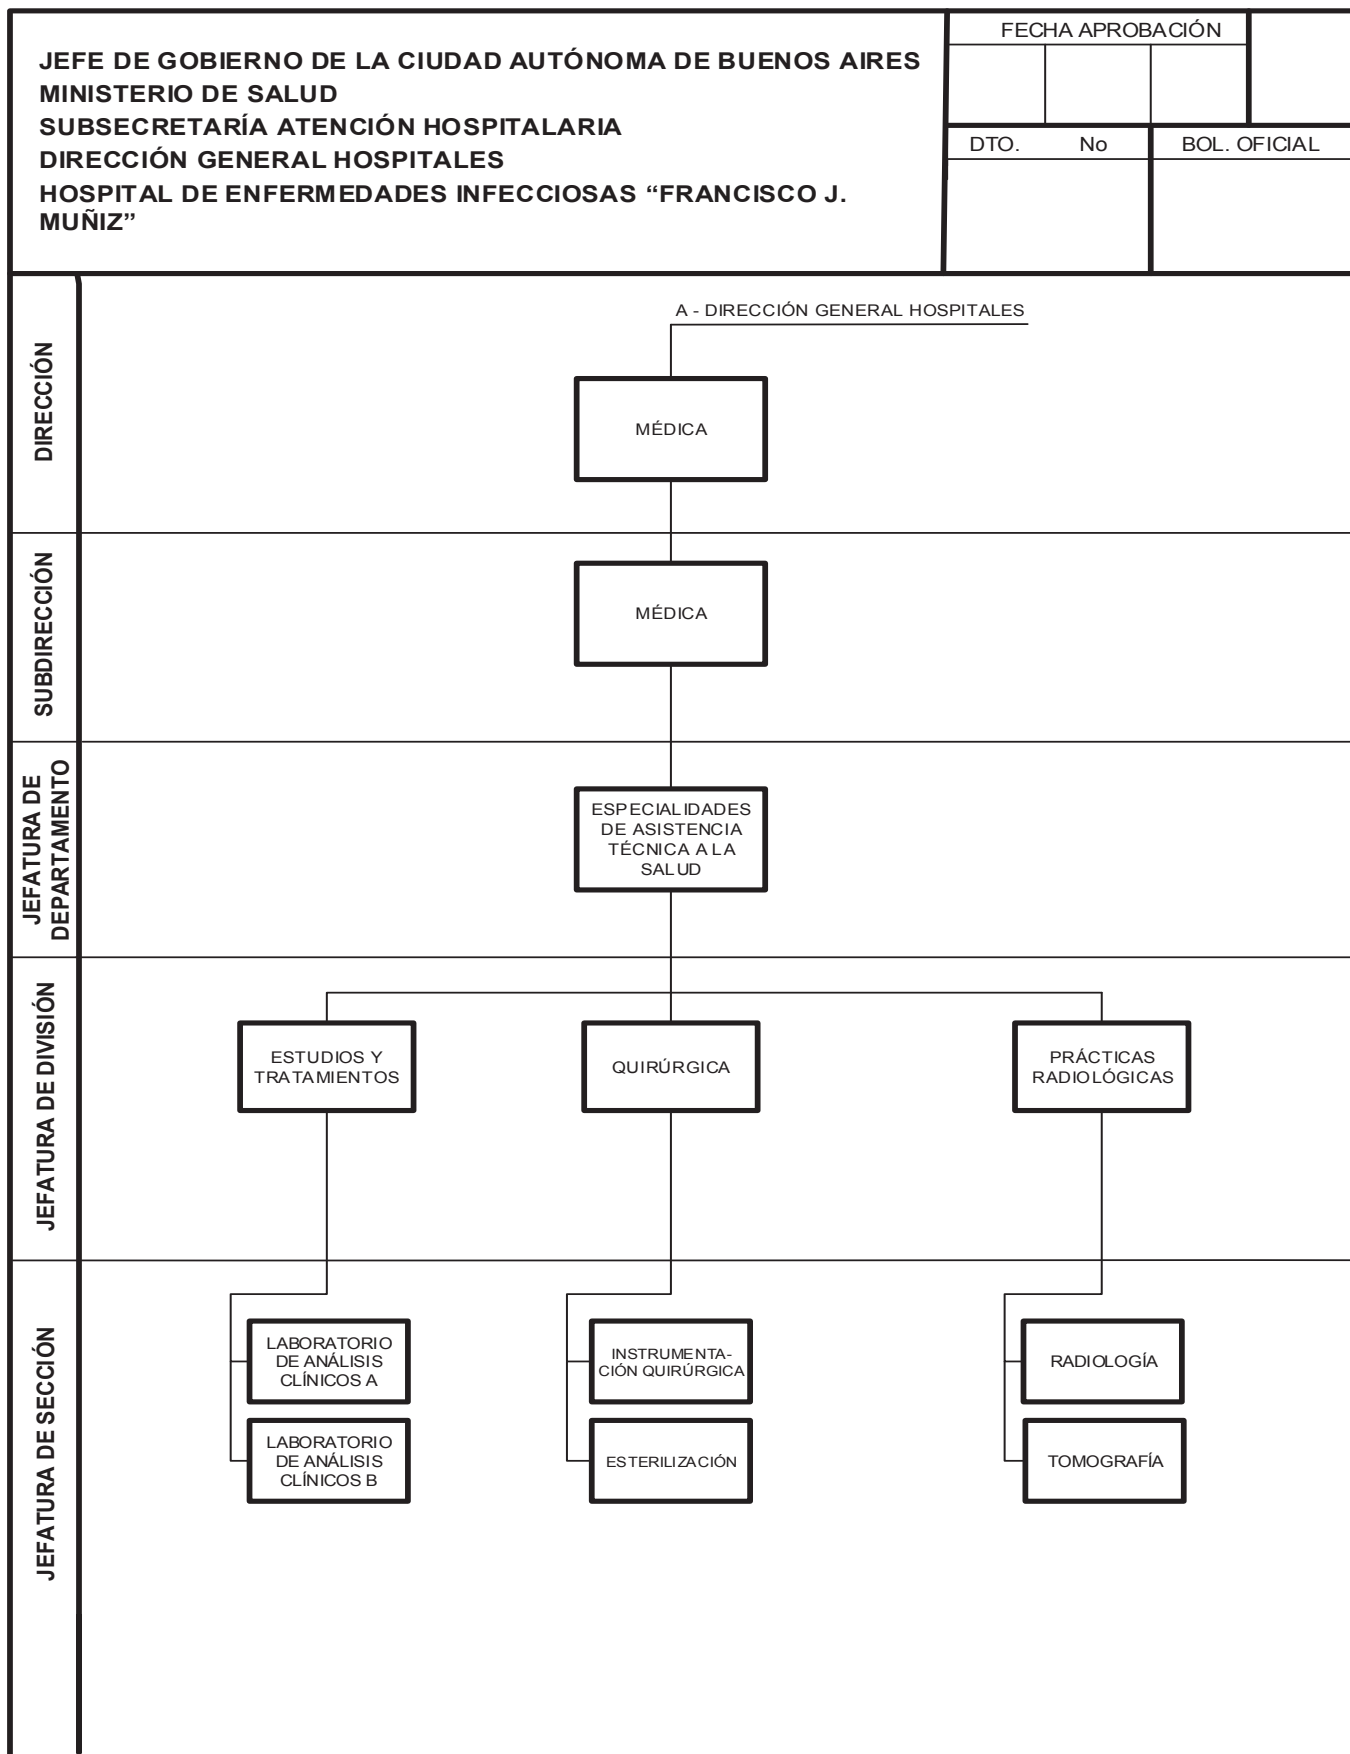 JEFE DE GOBIERNO DE LA CIUDAD AUTÓNOMA DE BUENOS AIRES
MINISTERIO DE SALUD
SUBSECRETARÍA ATENCIÓN HOSPITALARIA
DIRECCIÓN GENERAL HOSPITALES
HOSPITAL DE ENFERMEDADES INFECCIOSAS “FRANCISCO J.
MUÑIZ”
FECHA APROBACIÓN
DTO. No
BOL. OFICIAL
DIRECCIÓN
A - DIRECCIÓN GENERAL HOSPITALES
MÉDICA
SUBDIRECCIÓN
MÉDICA
JEFATURA DE
DEPARTAMENTO
ESPECIALIDADES
DE ASISTENCIA
TÉCNICA A LA
SALUD
JEFATURA DE DIVISIÓN
ESTUDIOS Y
TRATAMIENTOS
QUIRÚRGICA
PRÁCTICAS
RADIOLÓGICAS
JEFATURA DE SECCIÓN
LABORATORIO
DE ANÁLISIS
CLÍNICOS A
INSTRUMENTA-
CIÓN QUIRÚRGICA
RADIOLOGÍA
LABORATORIO
DE ANÁLISIS
CLÍNICOS B
ESTERILIZACIÓN
TOMOGRAFÍA